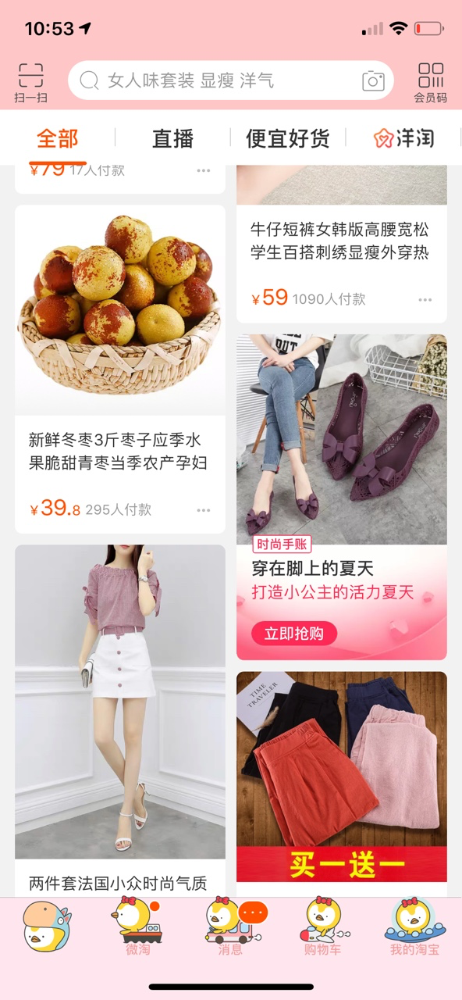 10:53
扫一扫
女人味套装 显瘦 洋气
会员码
全部
直播
便宜好货
洋淘
¥79 17人付款
新鲜冬枣3斤枣子应季水
果脆甜青枣当季农产孕妇
¥39.8 295人付款
两件套法国小众时尚气质
牛仔短裤女韩版高腰宽松
学生百搭刺绣显瘦外穿热
¥59 1090人付款
OUT
时尚手账
穿在脚上的夏天
打造小公主的活力夏天
立即抢购
TIME
TRAVELER
买一送一
微淘
消息
购物车
我的淘宝